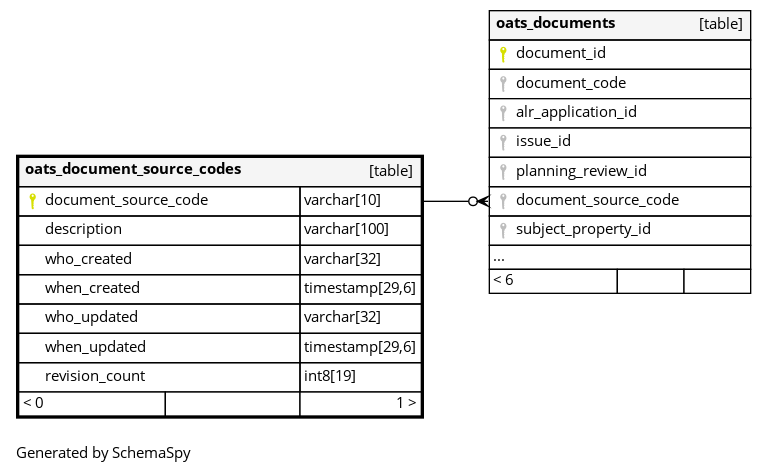 oats_documents [table]
document_id
document_code
alr_application_id
issue_id
planning_review_id
document_source_code
subject_property_id
...
< 6
oats_document_source_codes [table]
document_source_code varchar[10]
description varchar[100]
who_created varchar[32]
when_created timestamp[29,6]
who_updated varchar[32]
when_updated timestamp[29,6]
revision_count int8[19]
< 0 1 >
Generated by SchemaSpy